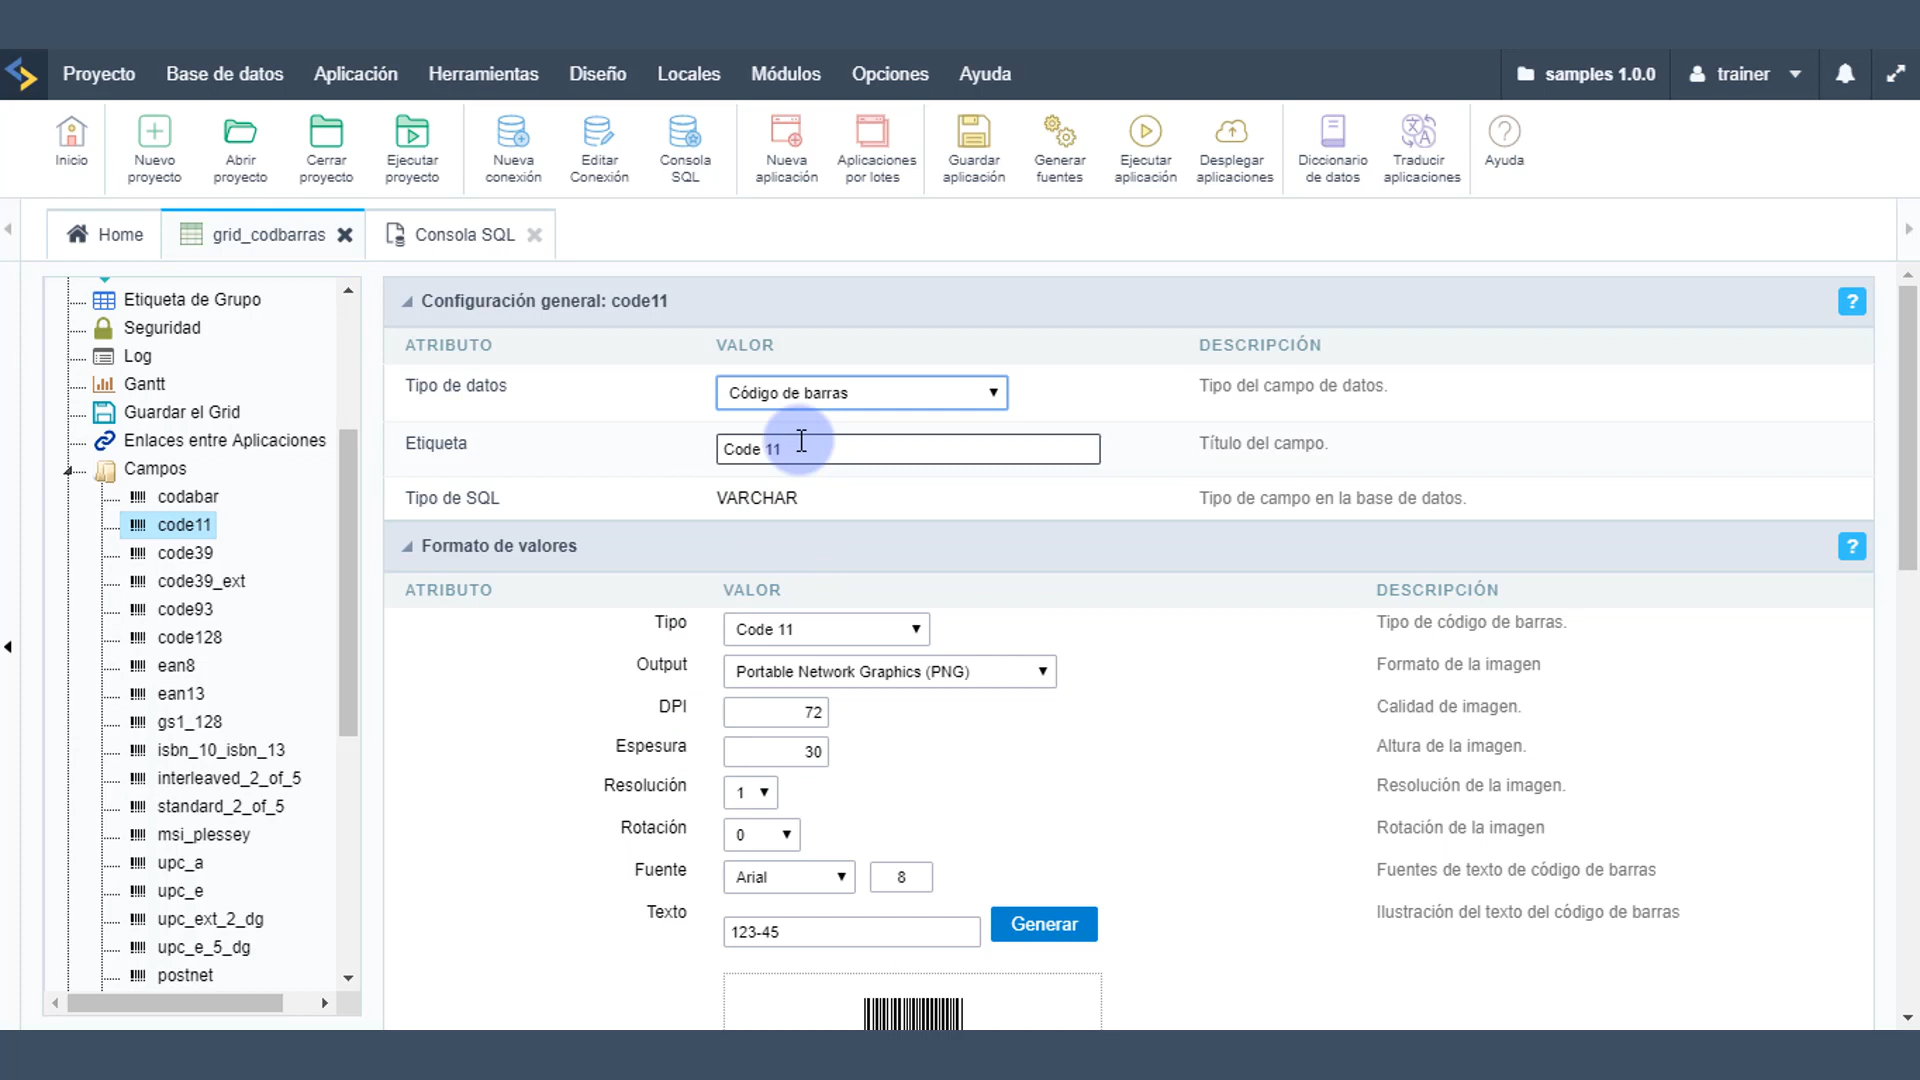 Proyecto Base de datos Aplicación Herramientas Diseño Locales Módulos Opciones Ayuda samples 1.0.0 trainer
Inicio
Nuevo proyecto
Abrir proyecto
Cerrar proyecto
Ejecutar proyecto
Nueva conexión
Editar Conexión
Consola SQL
Nueva aplicación
Aplicaciones por lotes
Guardar aplicación
Generar fuentes
Ejecutar aplicación
Desplegar aplicaciones
Diccionario de datos
Traducir aplicaciones
Ayuda
Home grid_codbarras Consola SQL
Etiqueta de Grupo
Seguridad
Log
Gantt
Guardar el Grid
Enlaces entre Aplicaciones
Campos
codabar
code11
code39
code39_ext
code93
code128
ean8
ean13
gs1_128
isbn_10_isbn_13
interleaved_2_of_5
standard_2_of_5
msi_plessey
upc_a
upc_e
upc_ext_2_dg
upc_e_5_dg
postnet
Configuración general: code11 ?
ATRIBUTO VALOR DESCRIPCIÓN
Tipo de datos Código de barras Tipo del campo de datos.
Etiqueta Code 11 Título del campo.
Tipo de SQL VARCHAR Tipo de campo en la base de datos.
Formato de valores ?
ATRIBUTO VALOR DESCRIPCIÓN
Tipo Code 11 Tipo de código de barras.
Output Portable Network Graphics (PNG) Formato de la imagen
DPI 72 Calidad de imagen.
Espesura 30 Altura de la imagen.
Resolución 1 Resolución de la imagen.
Rotación 0 Rotación de la imagen
Fuente Arial 8 Fuentes de texto de código de barras
Texto 123-45 Generar Ilustración del texto del código de barras